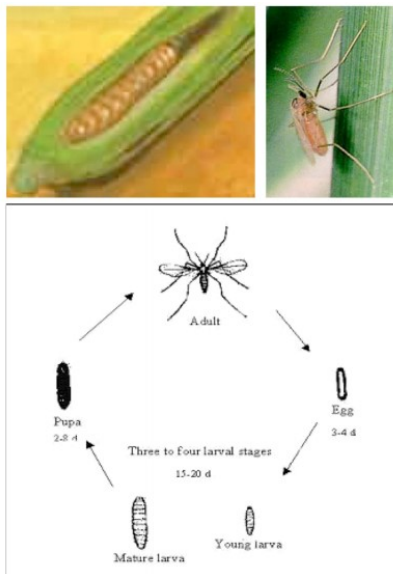 Adult
Egg
3-4 d
Pupa
2-8 d
Three to four larval stages
15-20 d
Mature larva
Young larva